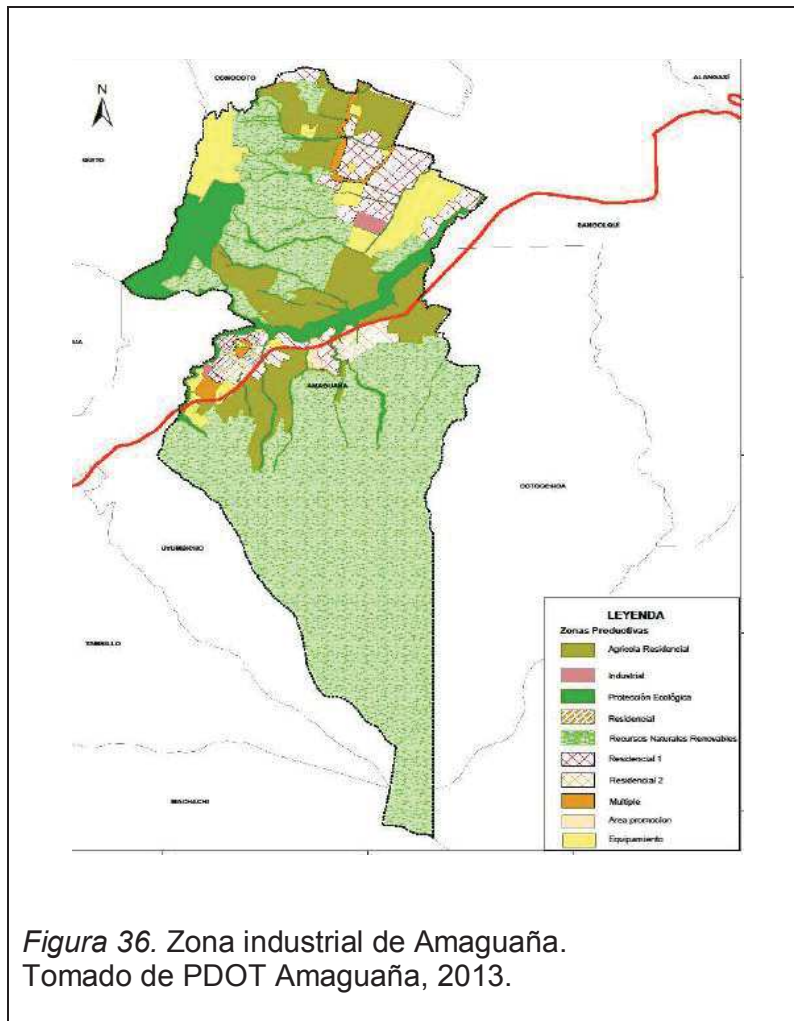 CONOCOTO
ALANGASÍ
N
QUITO
SANGOLQUÍ
AMAGUAÑA
COTOGCHOA
UYUMBICHO
TAMBILLO
MACHACHI
LEYENDA
Zonas Productivas
Agrícola Residencial
Industrial
Protección Ecológica
Residencial
Recursos Naturales Renovables
Residencial 1
Residencial 2
Multiple
Area promocion
Equipamiento
Figura 36. Zona industrial de Amaguaña.
Tomado de PDOT Amaguaña, 2013.